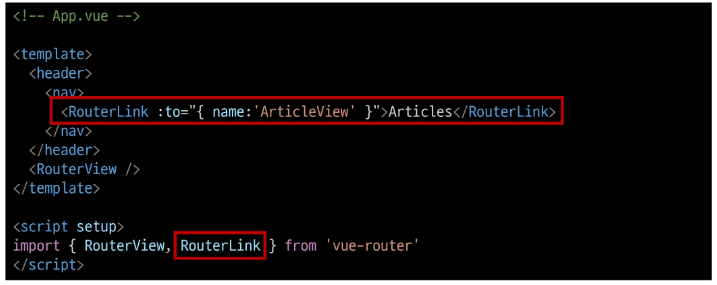 <!-- App.vue -->
<template>
<header>
<nav>
<RouterLink :to="{ name:'ArticleView' }">Articles</RouterLink>
</nav>
</header>
<RouterView />
</template>
<script setup>
import { RouterView, RouterLink } from 'vue-router'
</script>